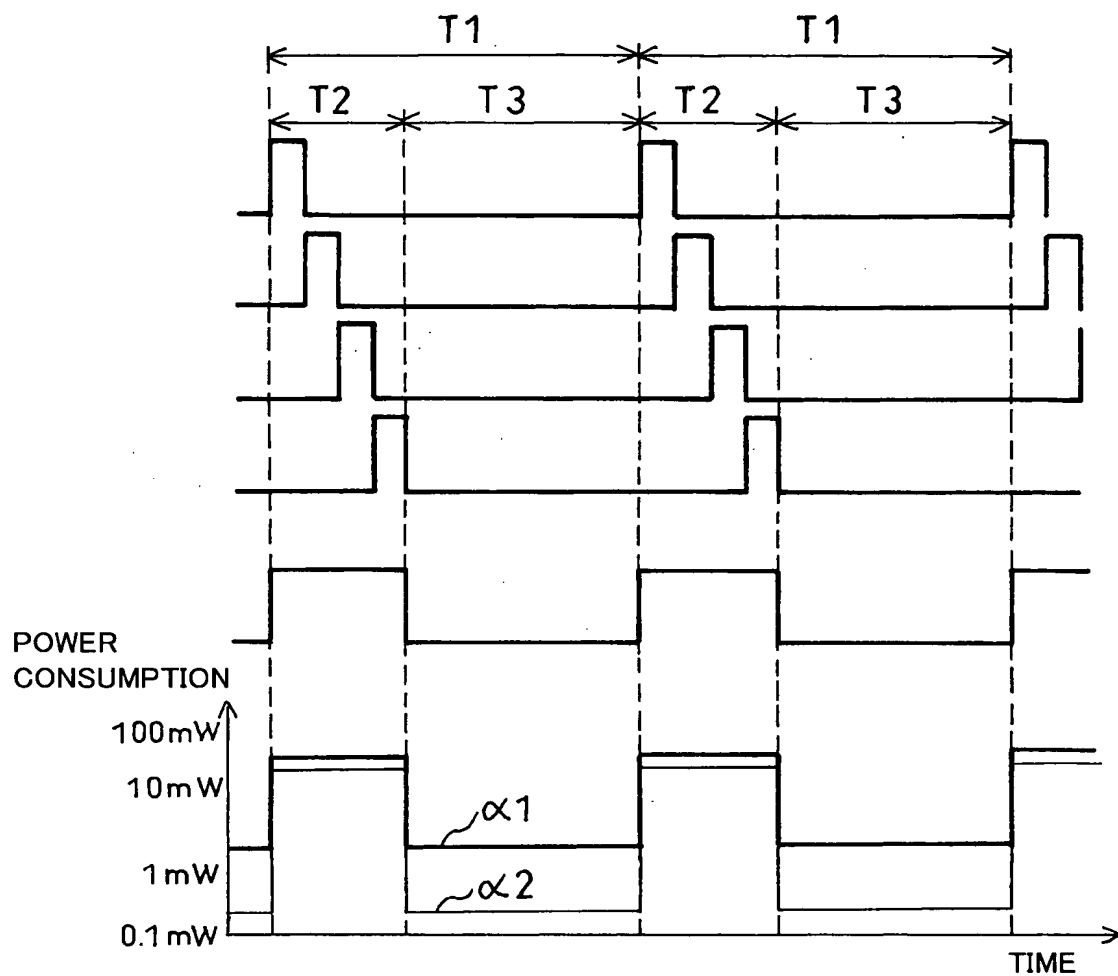 T1 T1
T2 T3 T2 T3
POWER
CONSUMPTION
100mW
10mW
α1
1mW
α2
0.1mW
TIME